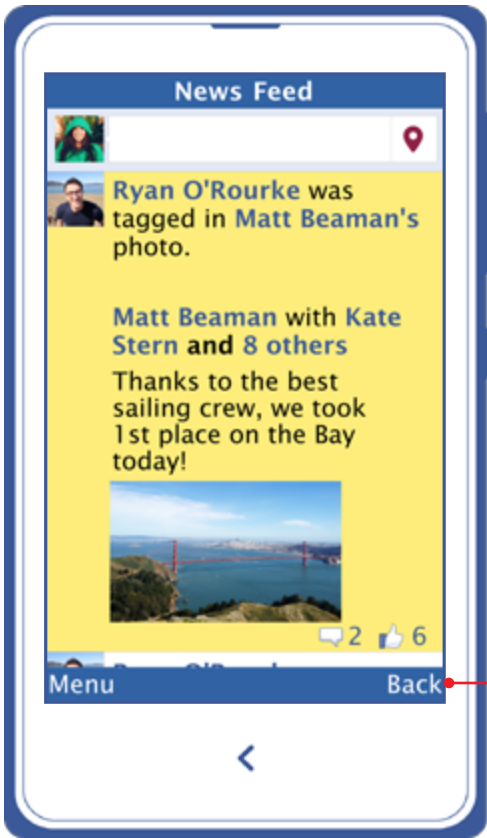 News Feed
Ryan O'Rourke was
tagged in Matt Beaman's
photo.
Matt Beaman with Kate
Stern and 8 others
Thanks to the best
sailing crew, we took
1st place on the Bay
today!
2 6
Menu Back